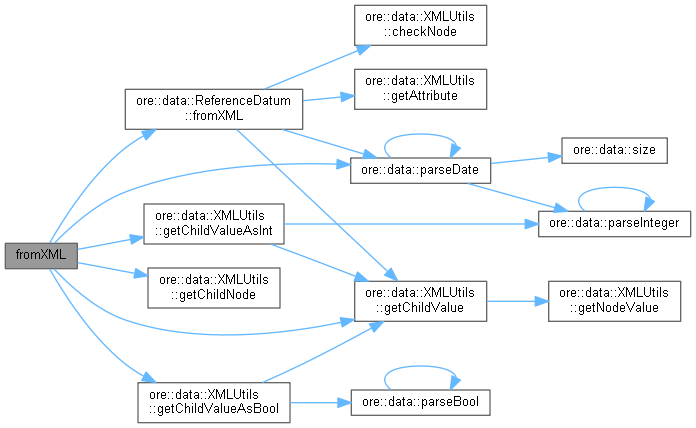 ore::data::XMLUtils
::checkNode
ore::data::XMLUtils
::getAttribute
ore::data::ReferenceDatum
::fromXML
ore::data::size
ore::data::parseDate
ore::data::XMLUtils
::getChildValueAsInt
ore::data::parseInteger
fromXML
ore::data::XMLUtils
::getChildNode
ore::data::XMLUtils
::getChildValue
ore::data::XMLUtils
::getNodeValue
ore::data::XMLUtils
::getChildValueAsBool
ore::data::parseBool